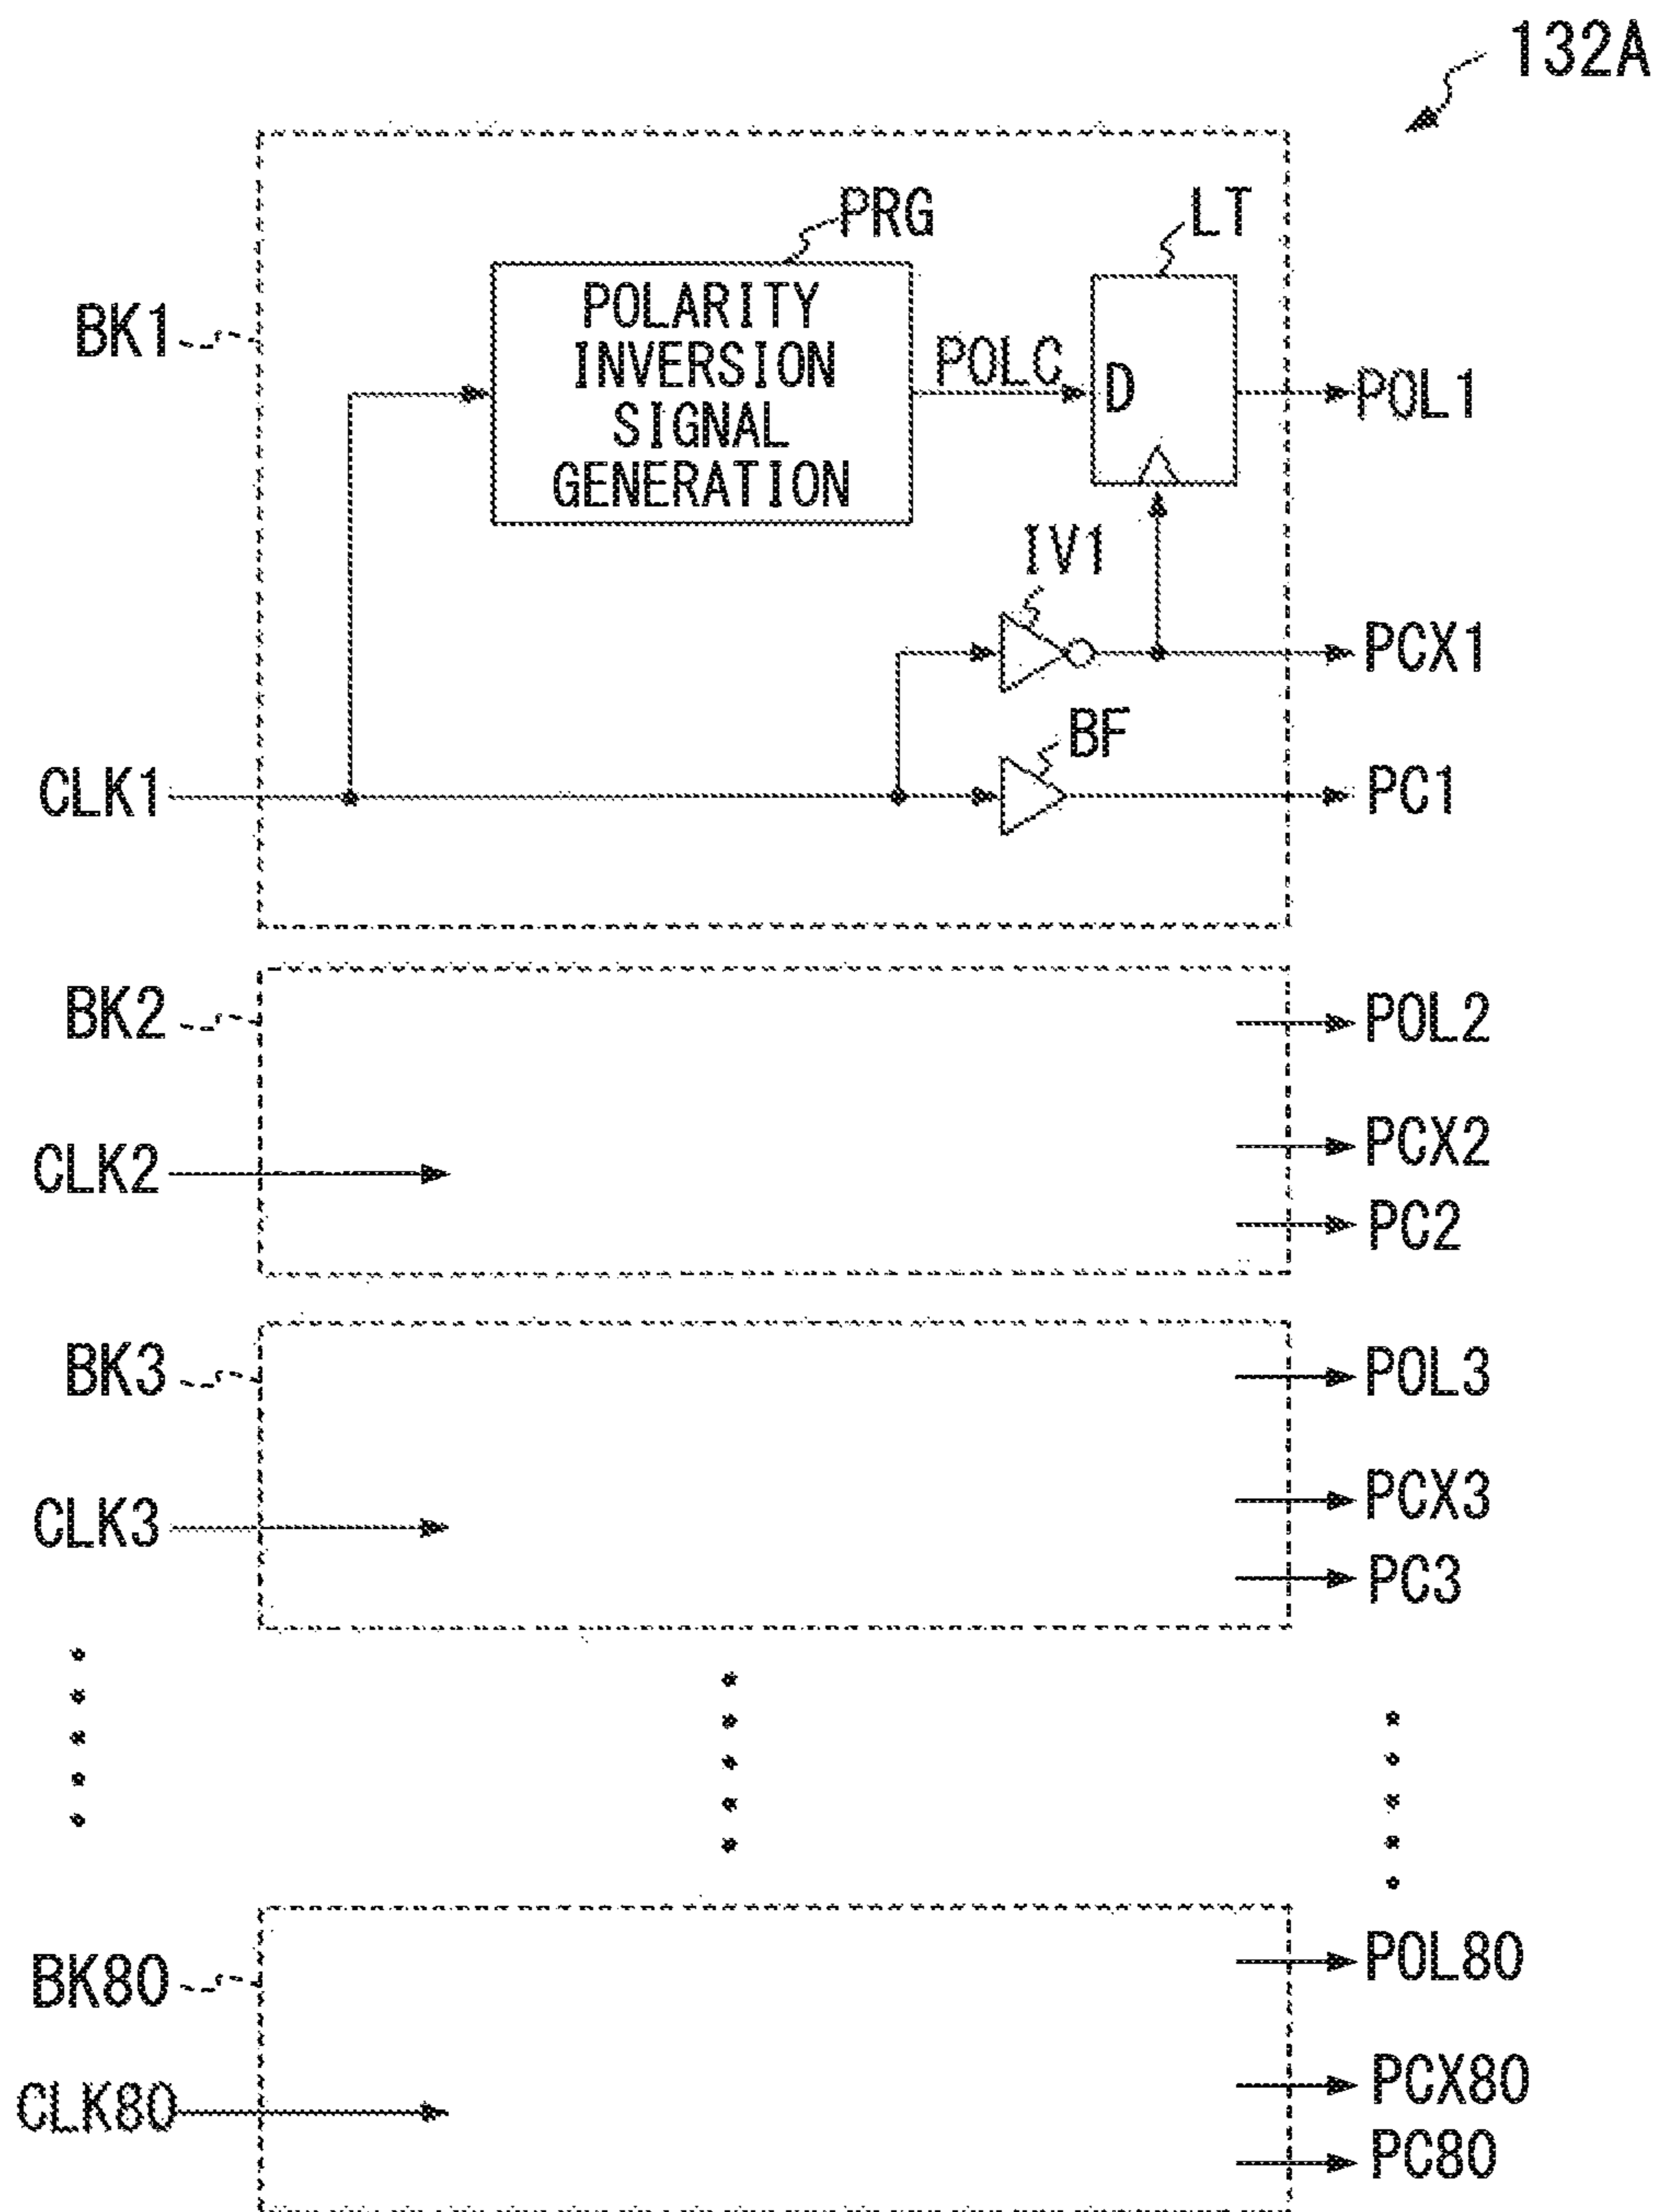 132A
PRG
LT
BK1
POLARITY
INVERSION
SIGNAL
GENERATION
POLC
D
POL1
IV1
PCX1
BF
CLK1
PC1
BK2
POL2
PCX2
CLK2
PC2
BK3
POL3
PCX3
CLK3
PC3
BK80
POL80
PCX80
CLK80
PC80